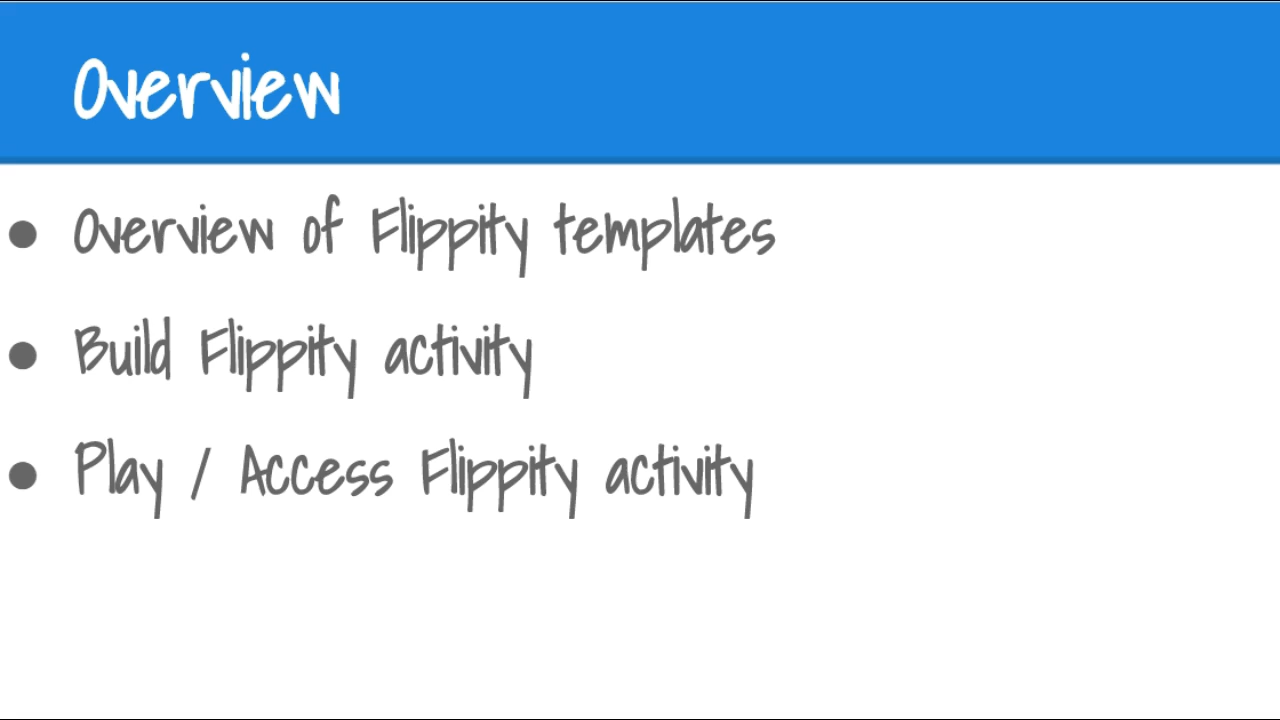 Overview
● Overview of Flippity templates
● Build Flippity activity
● Play / Access Flippity activity